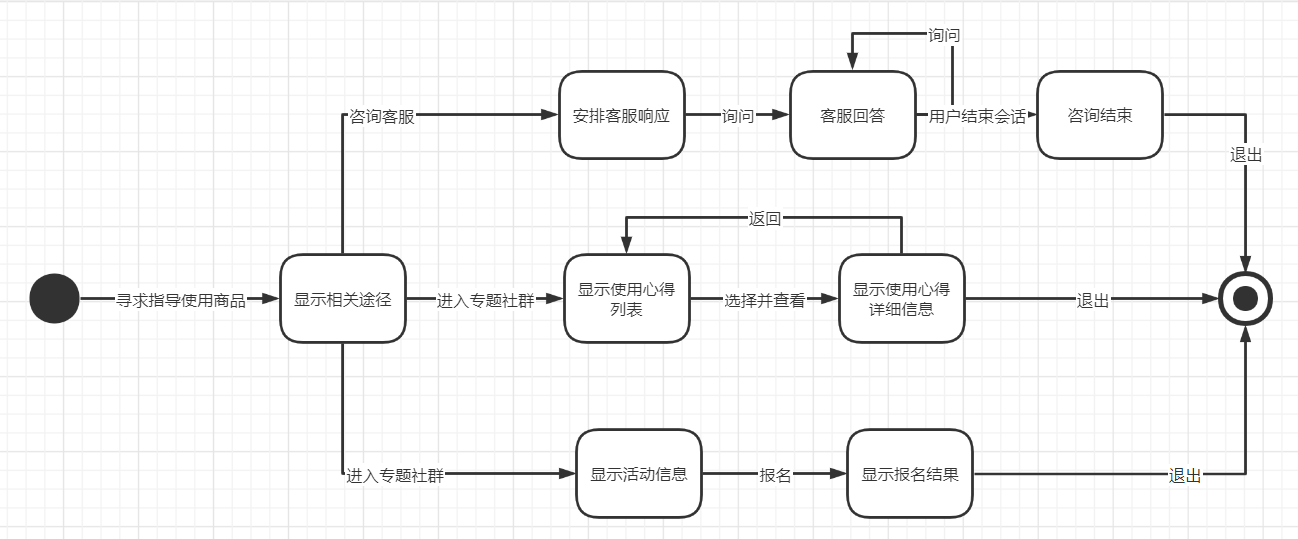 询问
咨询客服
安排客服响应
询问
客服回答
用户结束会话
咨询结束
退出
返回
寻求指导使用商品
显示相关途径
进入专题社群
显示使用心得
列表
选择并查看
显示使用心得
详细信息
退出
进入专题社群
显示活动信息
报名
显示报名结果
退出